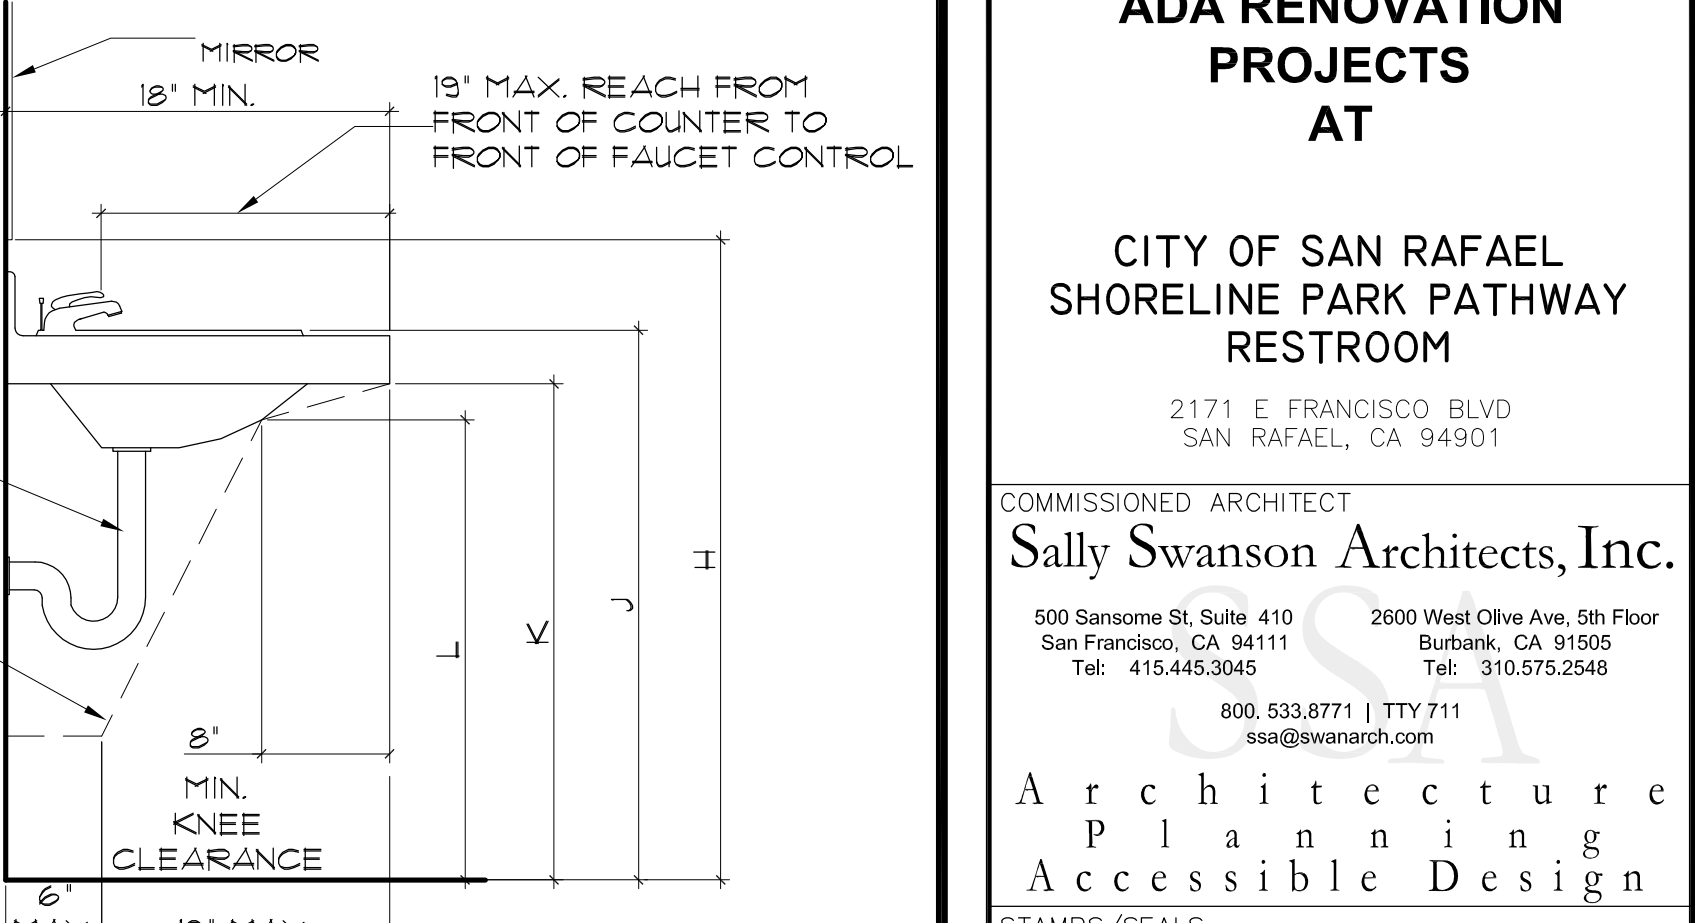 MIRROR
18" MIN.
19" MAX. REACH FROM
FRONT OF COUNTER TO
FRONT OF FAUCET CONTROL
H
J
K
L
8"
MIN.
KNEE
CLEARANCE
6"
ADA RENOVATION
PROJECTS
AT
CITY OF SAN RAFAEL
SHORELINE PARK PATHWAY
RESTROOM
2171 E FRANCISCO BLVD
SAN RAFAEL, CA 94901
COMMISSIONED ARCHITECT
Sally Swanson Architects, Inc.
SSA
500 Sansome St, Suite 410
San Francisco, CA 94111
Tel: 415.445.3045
2600 West Olive Ave, 5th Floor
Burbank, CA 91505
Tel: 310.575.2548
800. 533.8771 | TTY 711
ssa@swanarch.com
Architecture
Planning
Accessible Design
STAMPS/SEALS